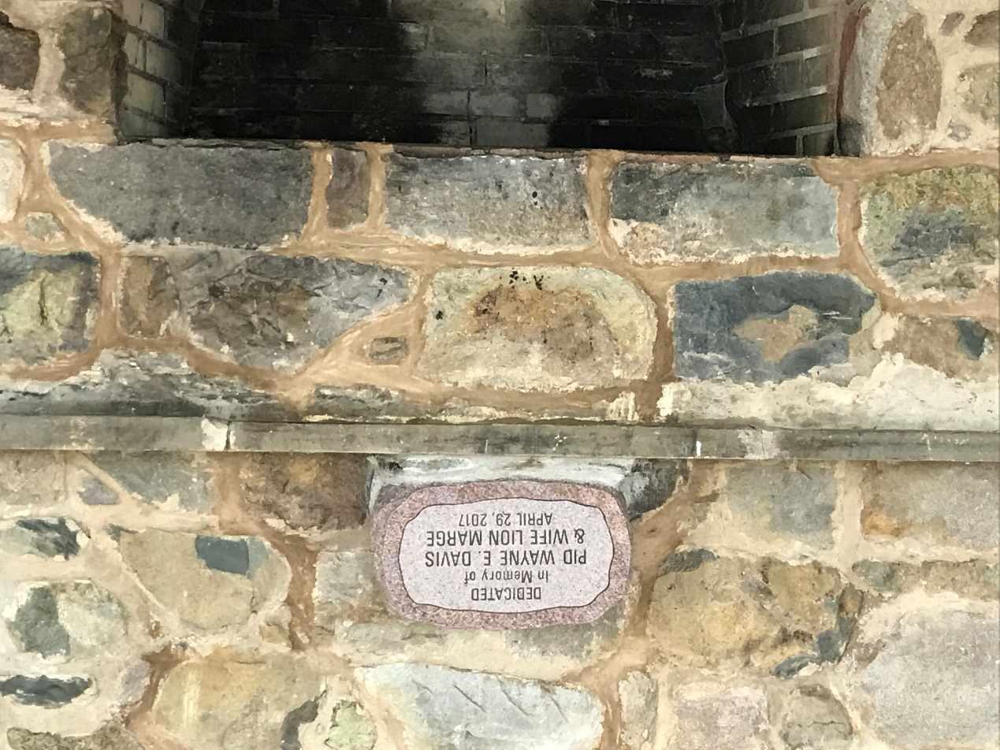 DEDICATED
In Memory of
PID WAYNE E. DAVIS
& WIFE LION MARGE
APRIL 29, 2017